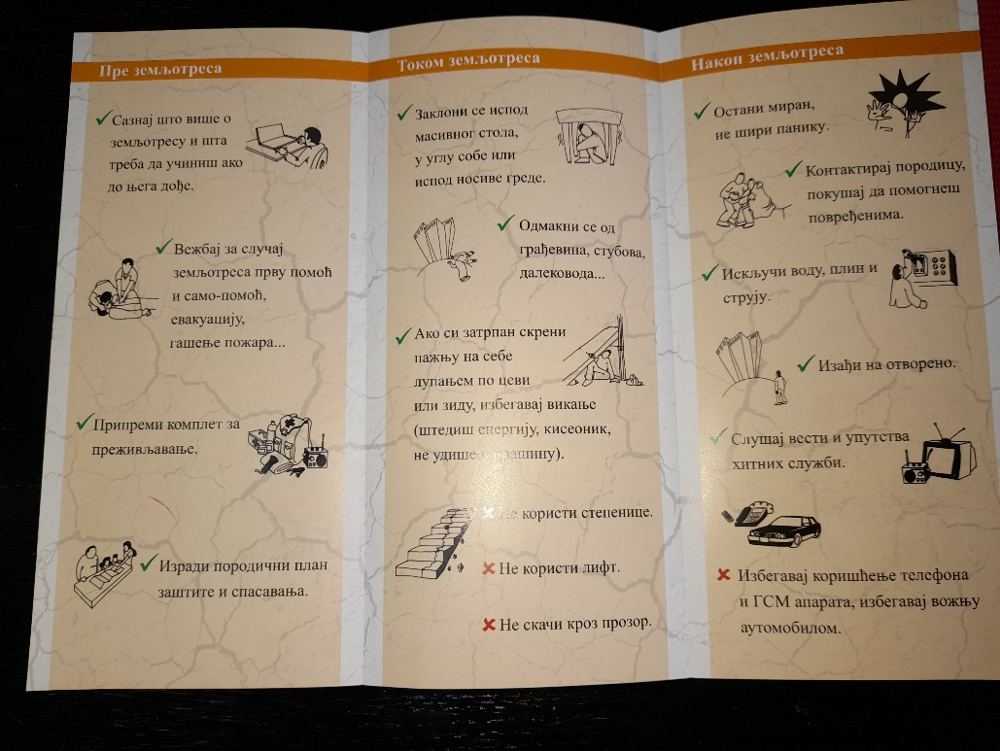 Пре земљотреса
Сазнај што више о
земљотресу и шта
треба да учиниш ако
до њега дође.
Вежбај за случај
земљотреса прву помоћ
и само-помоћ,
евакуацију,
гашење пожара...
Припреми комплет за
преживљавање.
Изради породични план
заштите и спасавања.
Током земљотреса
Заклони се испод
масивног стола,
у углу собе или
испод носиве греде.
Одмакни се од
грађевина, стубова,
далековода...
Ако си затрпан скрени
пажњу на себе
лупањем по цеви
или зиду, избегавај викање
(штедиш енергију, кисеоник,
не удишеш прашину).
Не користи степенице.
Не користи лифт.
Не скачи кроз прозор.
Након земљотреса
Остани миран,
не шири панику.
Контактирај породицу,
покушај да помогнеш
повређенима.
Искључи воду, плин и
струју.
Изађи на отворено.
Слушај вести и упутства
хитних служби.
Избегавај коришћење телефона
и ГСМ апарата, избегавај вожњу
аутомобилом.